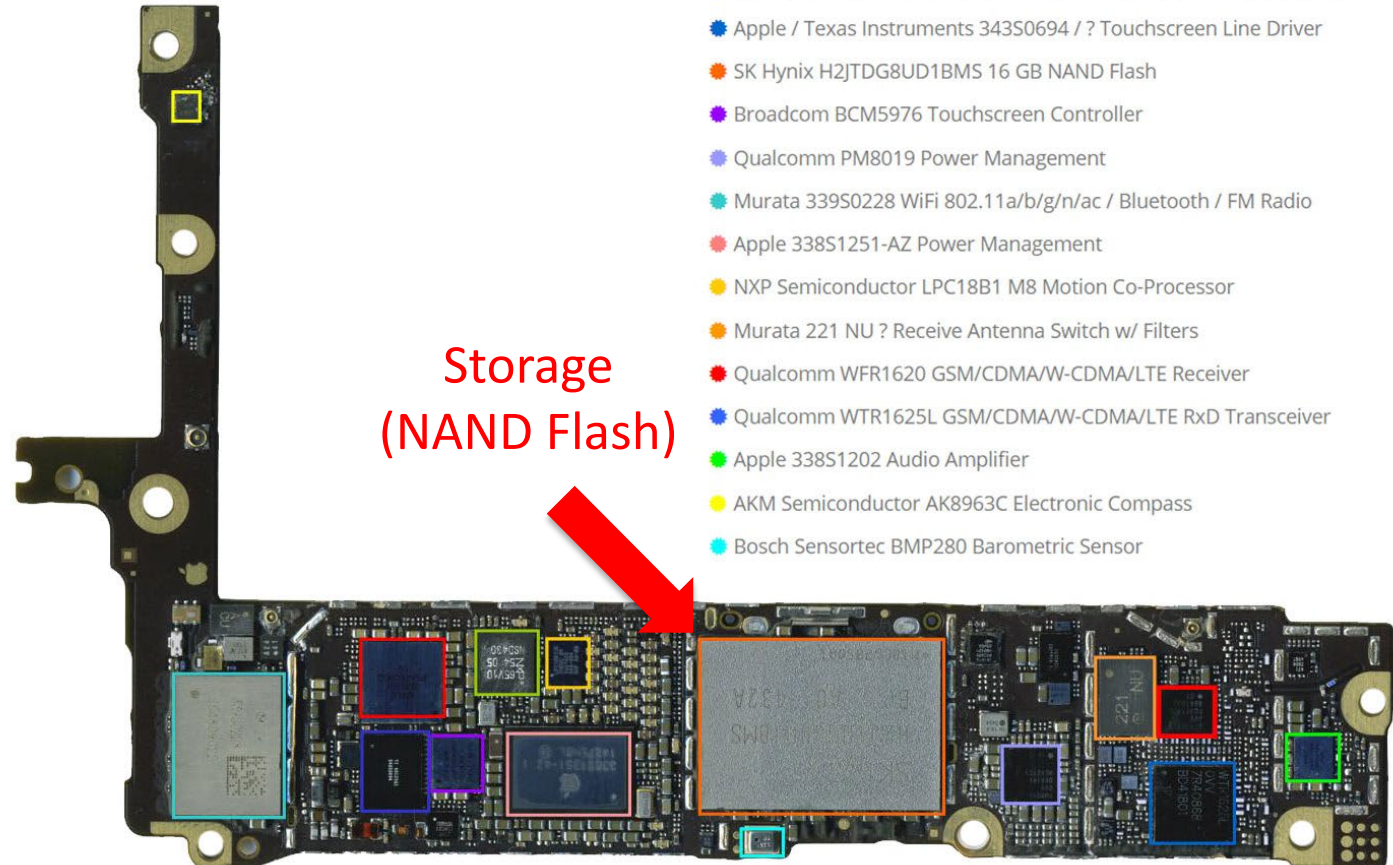 Apple / Texas Instruments 343S0694 / ? Touchscreen Line Driver
SK Hynix H2JTDG8UD1BMS 16 GB NAND Flash
Broadcom BCM5976 Touchscreen Controller
Qualcomm PM8019 Power Management
Murata 339S0228 WiFi 802.11a/b/g/n/ac / Bluetooth / FM Radio
Apple 338S1251-AZ Power Management
NXP Semiconductor LPC18B1 M8 Motion Co-Processor
Murata 221 NU ? Receive Antenna Switch w/ Filters
Qualcomm WFR1620 GSM/CDMA/W-CDMA/LTE Receiver
Qualcomm WTR1625L GSM/CDMA/W-CDMA/LTE RxD Transceiver
Apple 338S1202 Audio Amplifier
AKM Semiconductor AK8963C Electronic Compass
Bosch Sensortec BMP280 Barometric Sensor
Storage
(NAND Flash)
221 NU
WTR1625L
0VV